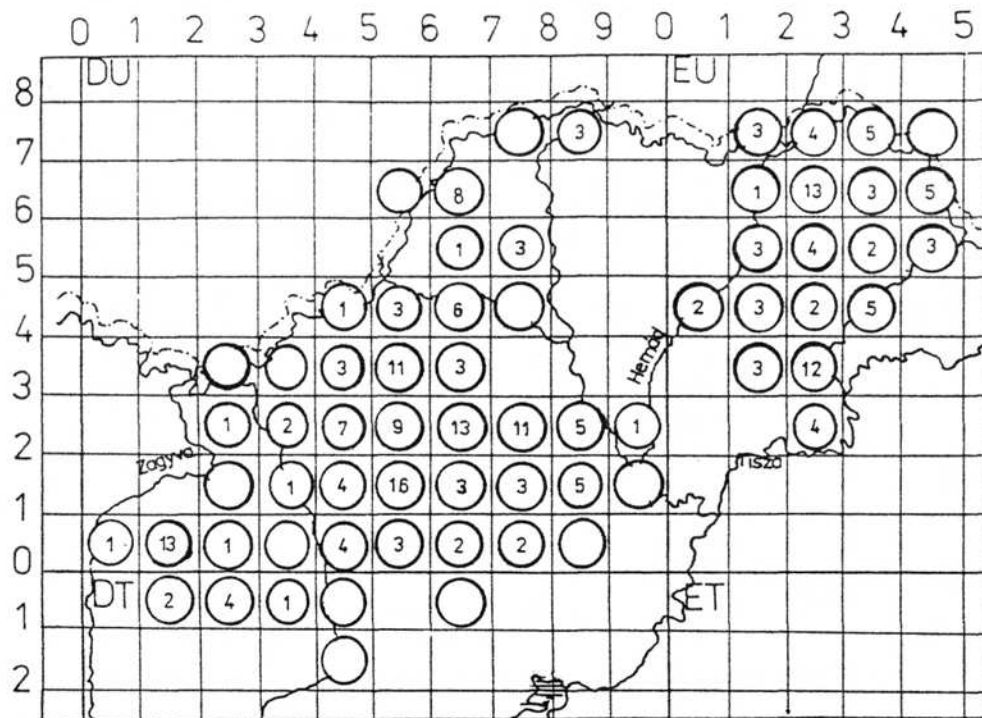 0 1 2 3 4 5 6 7 8 9 0 1 2 3 4 5
DU EU
8
3 3 4 5
7
8 1 13 3 5
6
1 3 3 4 2 3
5
1 3 6 2 3 2 5
4
Hernád
3 11 3 3 12
3
1 2 7 9 13 11 5 1 4
2
Zagyva Tisza
1 4 16 3 3 5
1
1 13 1 4 3 2 2
0
DT ET
2 4 1
1
2